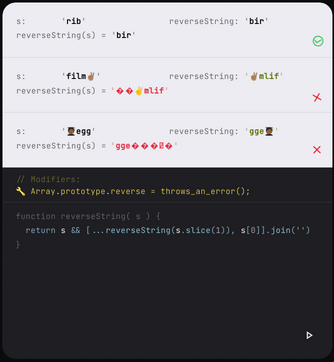 s: 'rib' reverseString: 'bir'
reverseString(s) = 'bir'
s: 'film✌🏽' reverseString: '✌🏽mlif'
reverseString(s) = '��✌mlif'
s: '👩🏿‍🎓egg' reverseString: 'gge👩🏿‍🎓'
reverseString(s) = 'gge����'
// Modifiers:
🔧 Array.prototype.reverse = throws_an_error();
function reverseString( s ) {
return s && [...reverseString(s.slice(1)), s[0]].join('')
}